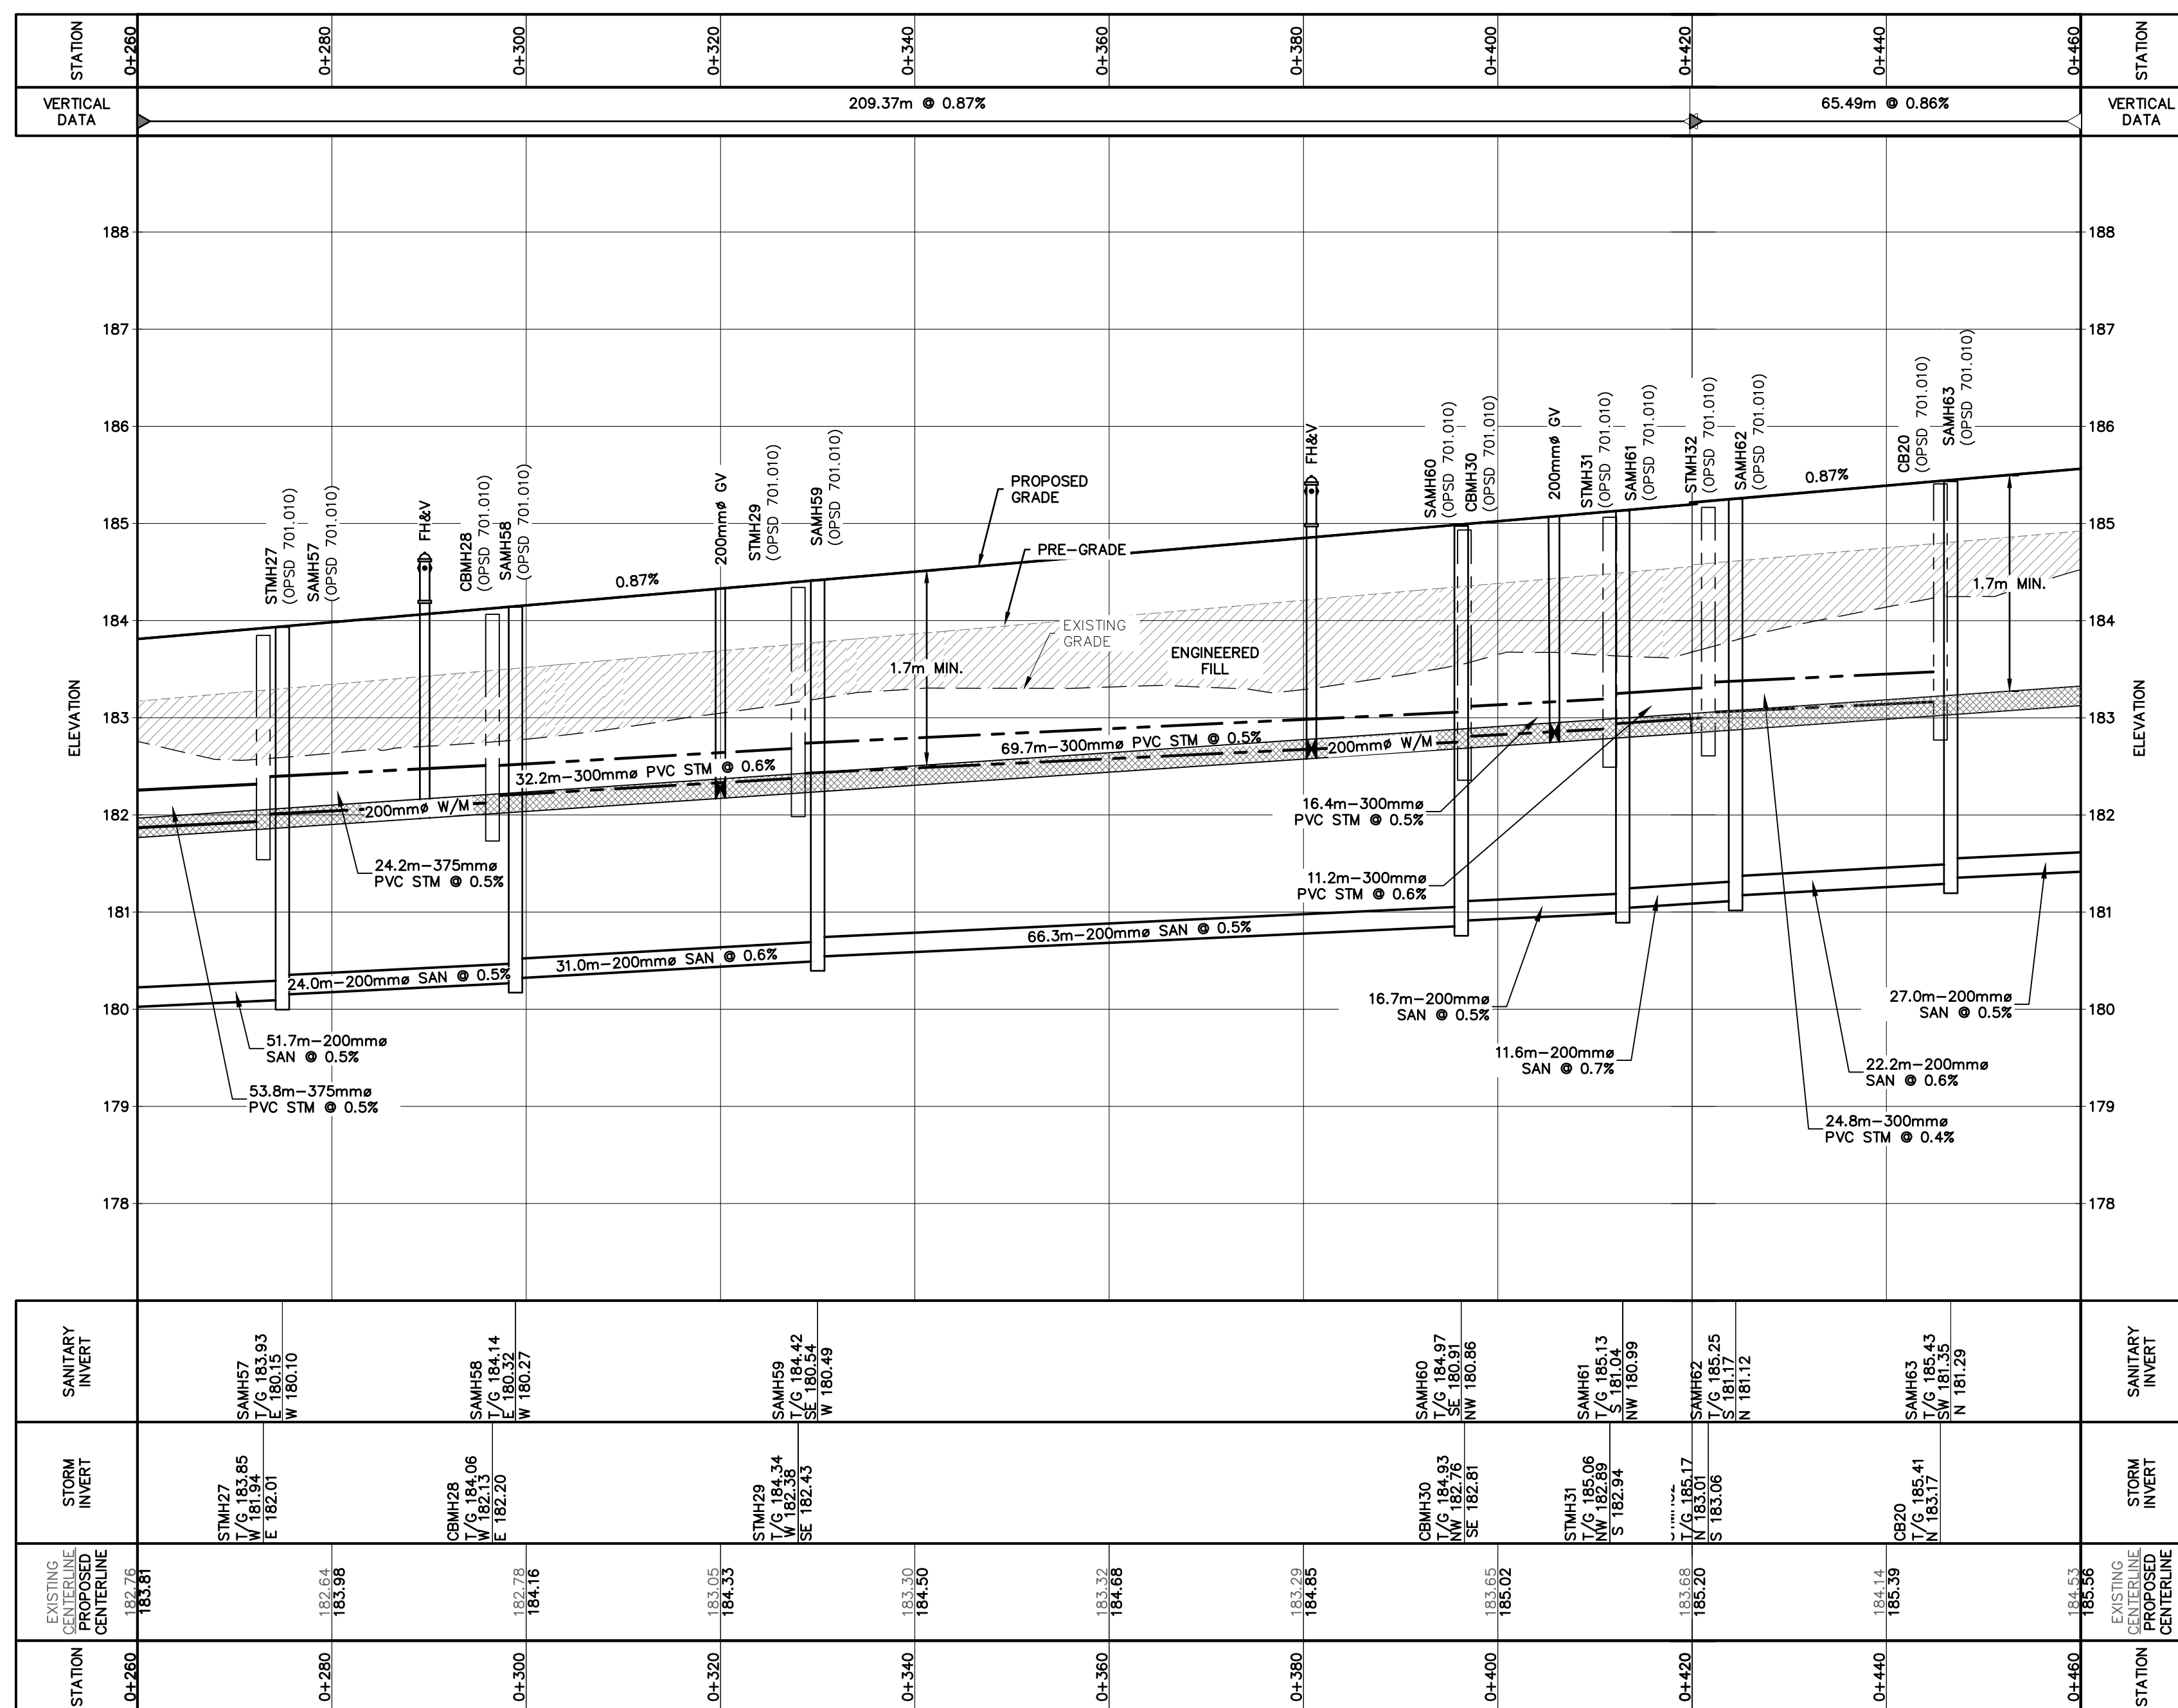 STATION
0+260
0+280
0+300
0+320
0+340
0+360
0+380
0+400
0+420
0+440
0+460
STATION
VERTICAL
DATA
209.37m @ 0.87%
65.49m @ 0.86%
VERTICAL
DATA
188
187
186
185
184
183
182
181
180
179
178
ELEVATION
188
187
186
185
184
183
182
181
180
179
178
ELEVATION
STMH27
(OPSD 701.010)
SAMH57
(OPSD 701.010)
FH&V
CBMH28
(OPSD 701.010)
SAMH58
(OPSD 701.010)
200mmø GV
STMH29
(OPSD 701.010)
SAMH59
(OPSD 701.010)
FH&V
SAMH60
(OPSD 701.010)
CBMH30
(OPSD 701.010)
200mmø GV
STMH31
(OPSD 701.010)
SAMH61
(OPSD 701.010)
STMH32
(OPSD 701.010)
SAMH62
(OPSD 701.010)
CB20
(OPSD 701.010)
SAMH63
(OPSD 701.010)
PROPOSED
GRADE
PRE-GRADE
0.87%
0.87%
EXISTING
GRADE
ENGINEERED
FILL
1.7m MIN.
1.7m MIN.
69.7m-300mmø PVC STM @ 0.5%
200mmø W/M
32.2m-300mmø PVC STM @ 0.6%
200mmø W/M
16.4m-300mmø
PVC STM @ 0.5%
24.2m-375mmø
PVC STM @ 0.5%
11.2m-300mmø
PVC STM @ 0.6%
66.3m-200mmø SAN @ 0.5%
31.0m-200mmø SAN @ 0.6%
24.0m-200mmø SAN @ 0.5%
16.7m-200mmø
SAN @ 0.5%
27.0m-200mmø
SAN @ 0.5%
51.7m-200mmø
SAN @ 0.5%
11.6m-200mmø
SAN @ 0.7%
22.2m-200mmø
SAN @ 0.6%
53.8m-375mmø
PVC STM @ 0.5%
24.8m-300mmø
PVC STM @ 0.4%
SANITARY
INVERT
SAMH57
T/G 183.93
E 180.15
W 180.10
SAMH58
T/G 184.14
E 180.32
W 180.27
SAMH59
T/G 184.42
SE 180.54
W 180.49
SAMH60
T/G 184.97
SE 180.91
NW 180.86
SAMH61
T/G 185.13
S 181.04
NW 180.99
SAMH62
T/G 185.25
S 181.17
N 181.12
SAMH63
T/G 185.43
SW 181.35
N 181.29
SANITARY
INVERT
STORM
INVERT
STMH27
T/G 183.85
W 181.94
E 182.01
CBMH28
T/G 184.06
W 182.13
E 182.20
STMH29
T/G 184.34
W 182.38
SE 182.43
CBMH30
T/G 184.93
NW 182.76
SE 182.81
STMH31
T/G 185.06
NW 182.89
S 182.94
T/G 185.17
N 183.01
S 183.06
CB20
T/G 185.41
N 183.17
STORM
INVERT
EXISTING
CENTERLINE
PROPOSED
CENTERLINE
182.76
183.81
182.64
183.98
182.78
184.16
183.05
184.33
183.30
184.50
183.32
184.68
183.29
184.85
183.65
185.02
183.68
185.20
184.14
185.39
184.53
185.56
EXISTING
CENTERLINE
PROPOSED
CENTERLINE
STATION
0+260
0+280
0+300
0+320
0+340
0+360
0+380
0+400
0+420
0+440
0+460
STATION